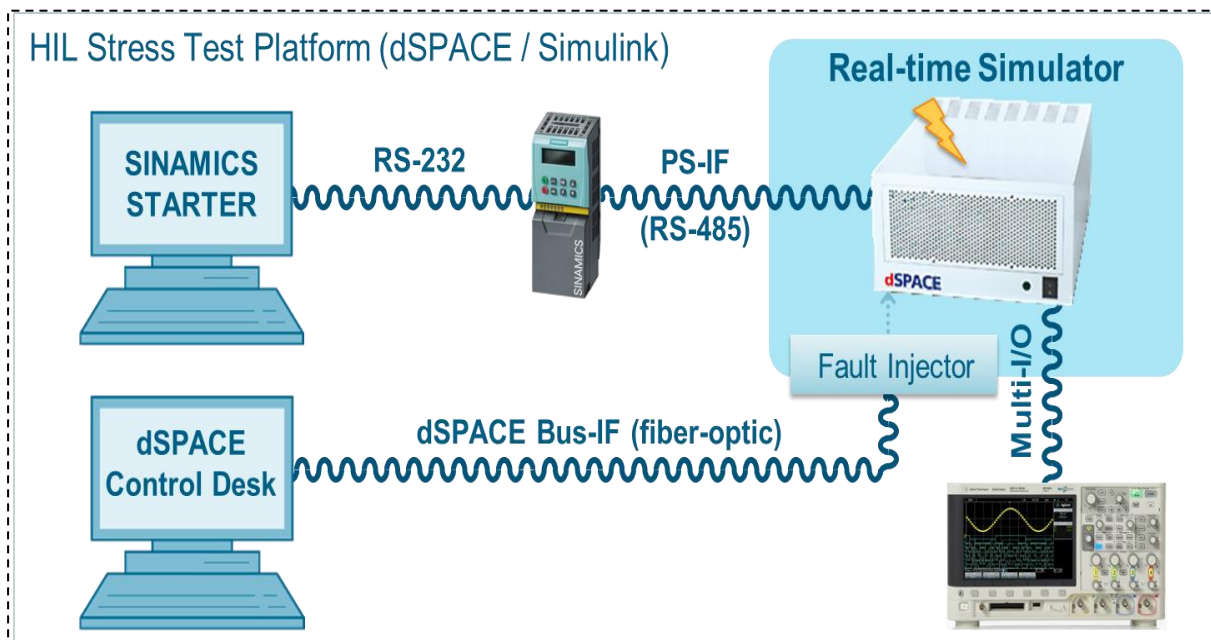 HIL Stress Test Platform (dSPACE / Simulink)
Real-time Simulator
SINAMICS
STARTER
RS-232
SIEMENS
SINAMICS
PS-IF
(RS-485)
dSPACE
Fault Injector
Multi-I/O
dSPACE
Control Desk
dSPACE Bus-IF (fiber-optic)